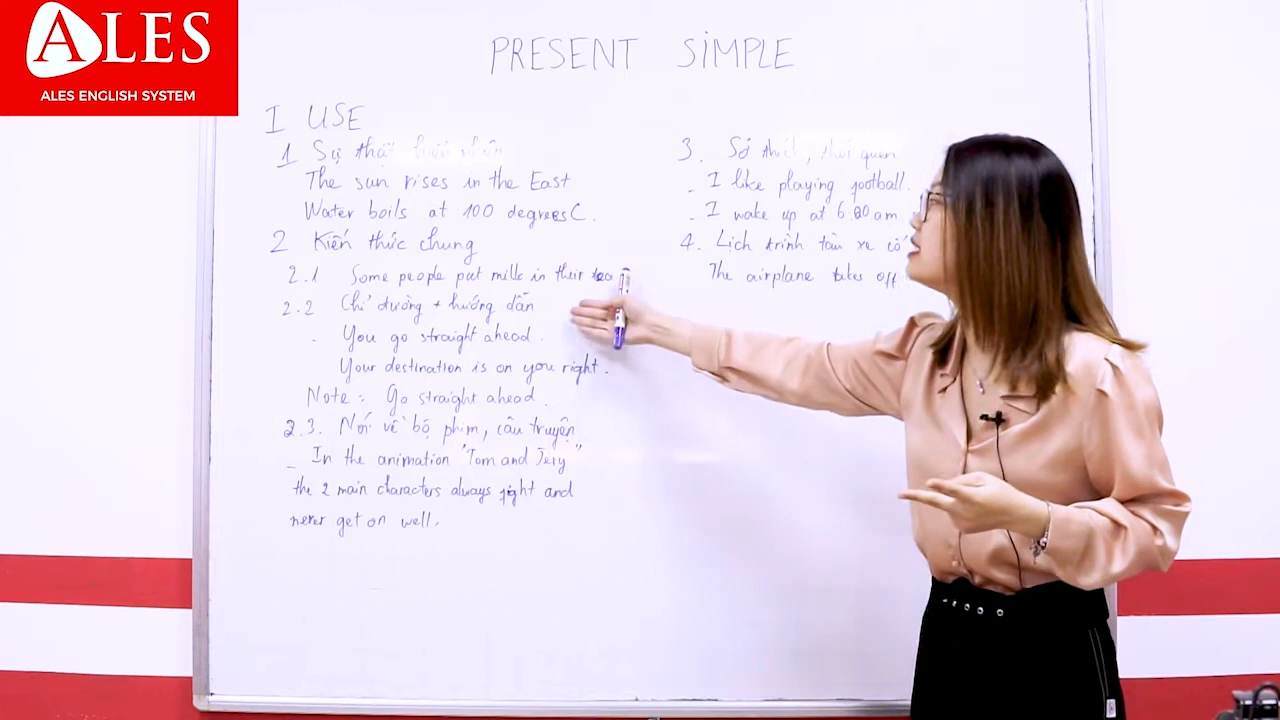 ALES
ALES ENGLISH SYSTEM
PRESENT SIMPLE
I USE
1 Sự thật hiển nhiên
The sun rises in the East
Water boils at 100 degrees C.
2 Kiến thức chung
2.1 Some people put milk in their tea
2.2 Chỉ đường + hướng dẫn
- You go straight ahead.
Your destination is on you right.
Note: Go straight ahead.
2.3. Nói về bộ phim, câu truyện
- In the animation "Tom and Jery"
the 2 main characters always fight and
never get on well.
3. Sở thích, thói quen
- I like playing football.
- I wake up at 6:00 am
4. Lịch trình tàu xe
The airplane takes off